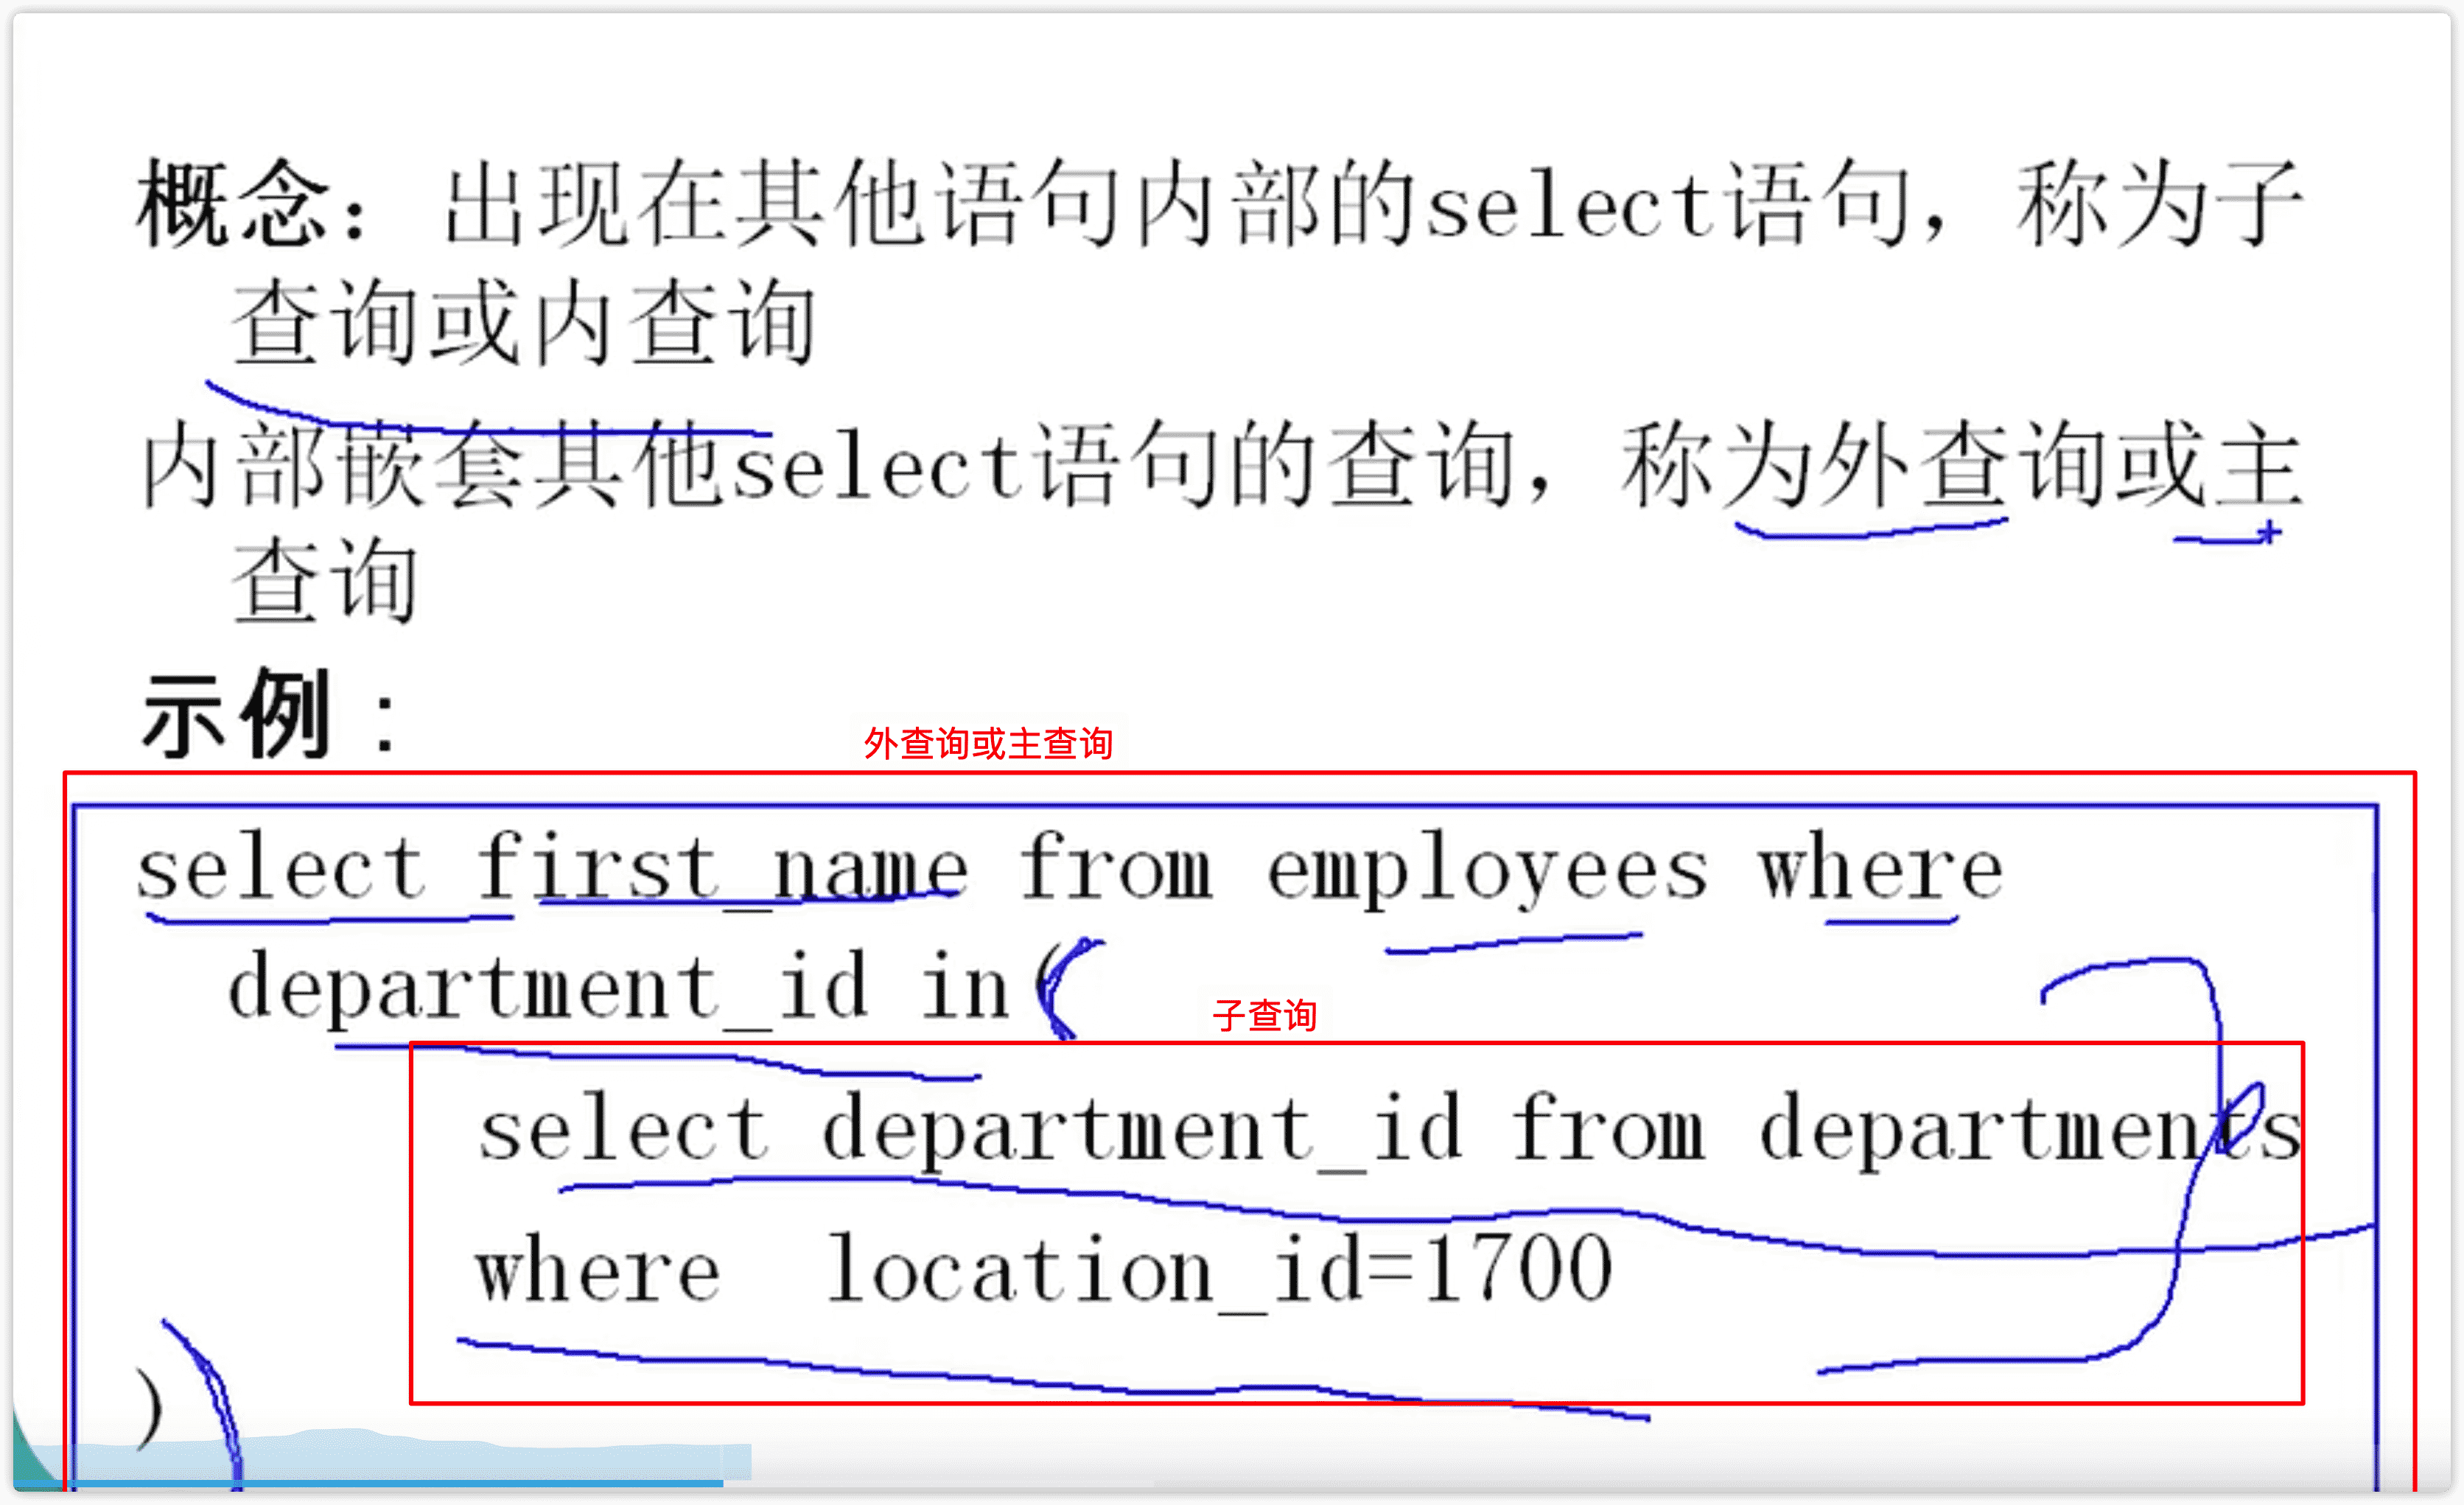 概念：出现在其他语句内部的select语句，称为子
查询或内查询
内部嵌套其他select语句的查询，称为外查询或主
查询
示例：
外查询或主查询
select first_name from employees where
department_id in(
子查询
select department_id from departments
where location_id=1700
)